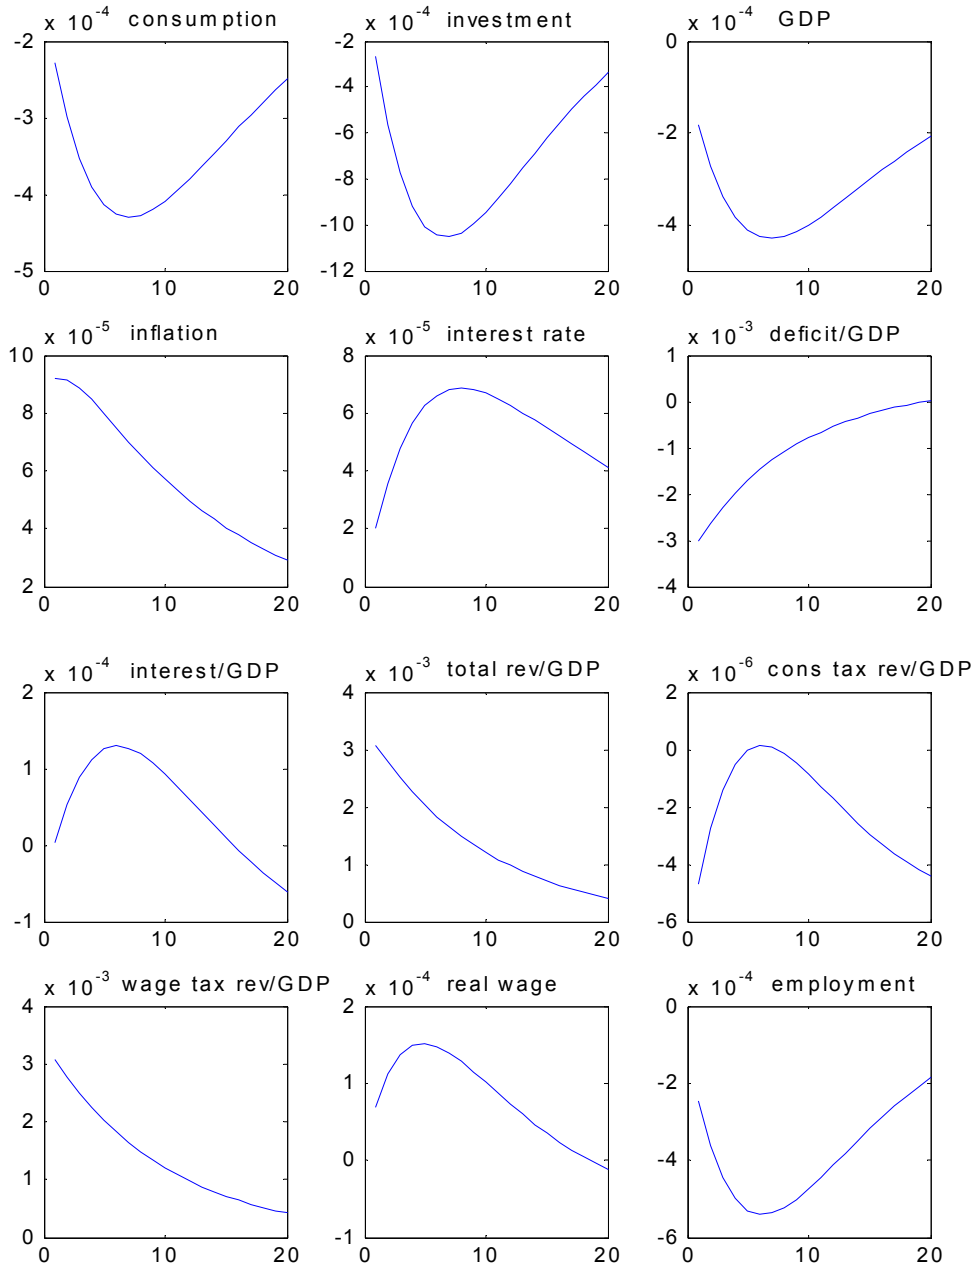 x 10^-4 consumption
x 10^-4 investment
x 10^-4 GDP
-2
-3
-4
-5
0 10 20
-2
-4
-6
-8
-10
-12
0 10 20
0
-2
-4
0 10 20
x 10^-5 inflation
x 10^-5 interest rate
x 10^-3 deficit/GDP
10
8
6
4
2
0 10 20
8
6
4
2
0
0 10 20
1
0
-1
-2
-3
-4
0 10 20
x 10^-4 interest/GDP
x 10^-3 total rev/GDP
x 10^-6 cons tax rev/GDP
2
1
0
-1
0 10 20
4
3
2
1
0
0 10 20
2
0
-2
-4
-6
0 10 20
x 10^-3 wage tax rev/GDP
x 10^-4 real wage
x 10^-4 employment
4
3
2
1
0
0 10 20
2
1
0
-1
0 10 20
0
-2
-4
-6
0 10 20